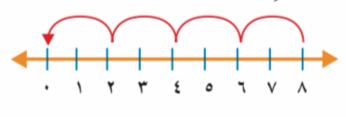 ٠ ١ ٢ ٣ ٤ ٥ ٦ ٧ ٨